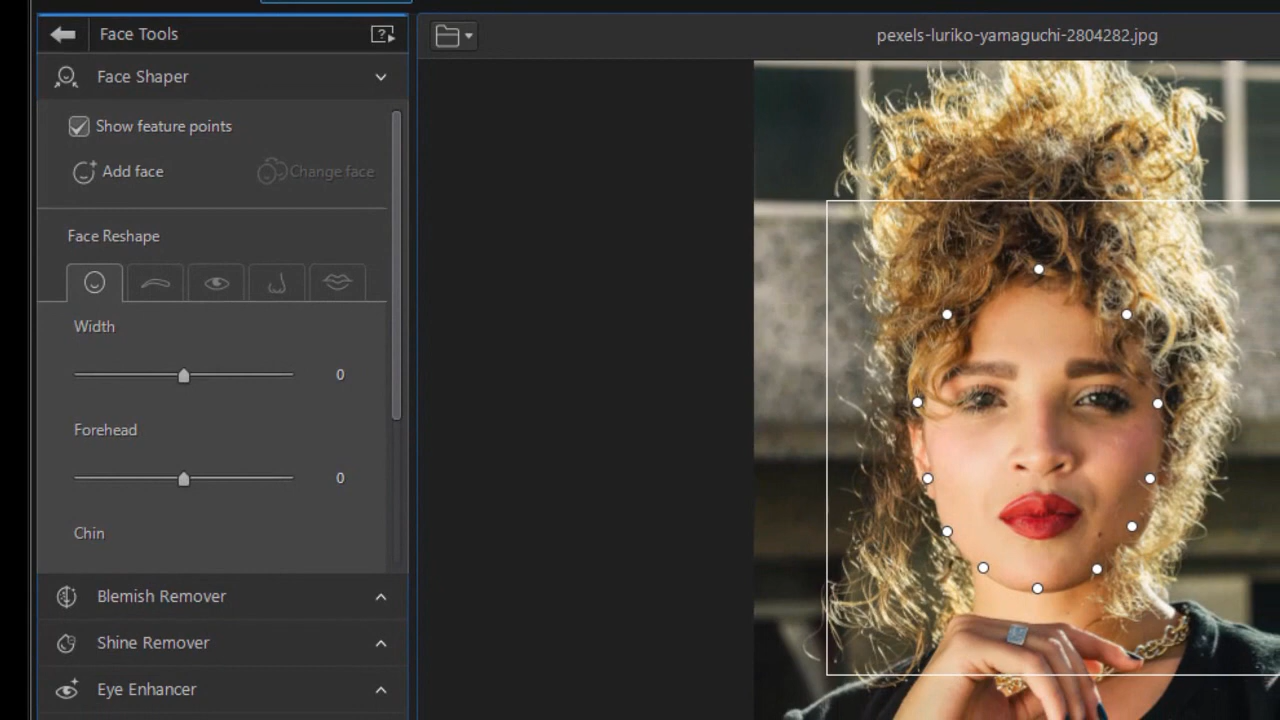 Face Tools
pexels-luriko-yamaguchi-2804282.jpg
Face Shaper
Show feature points
Add face
Change face
Face Reshape
Width
0
Forehead
0
Chin
Blemish Remover
Shine Remover
Eye Enhancer